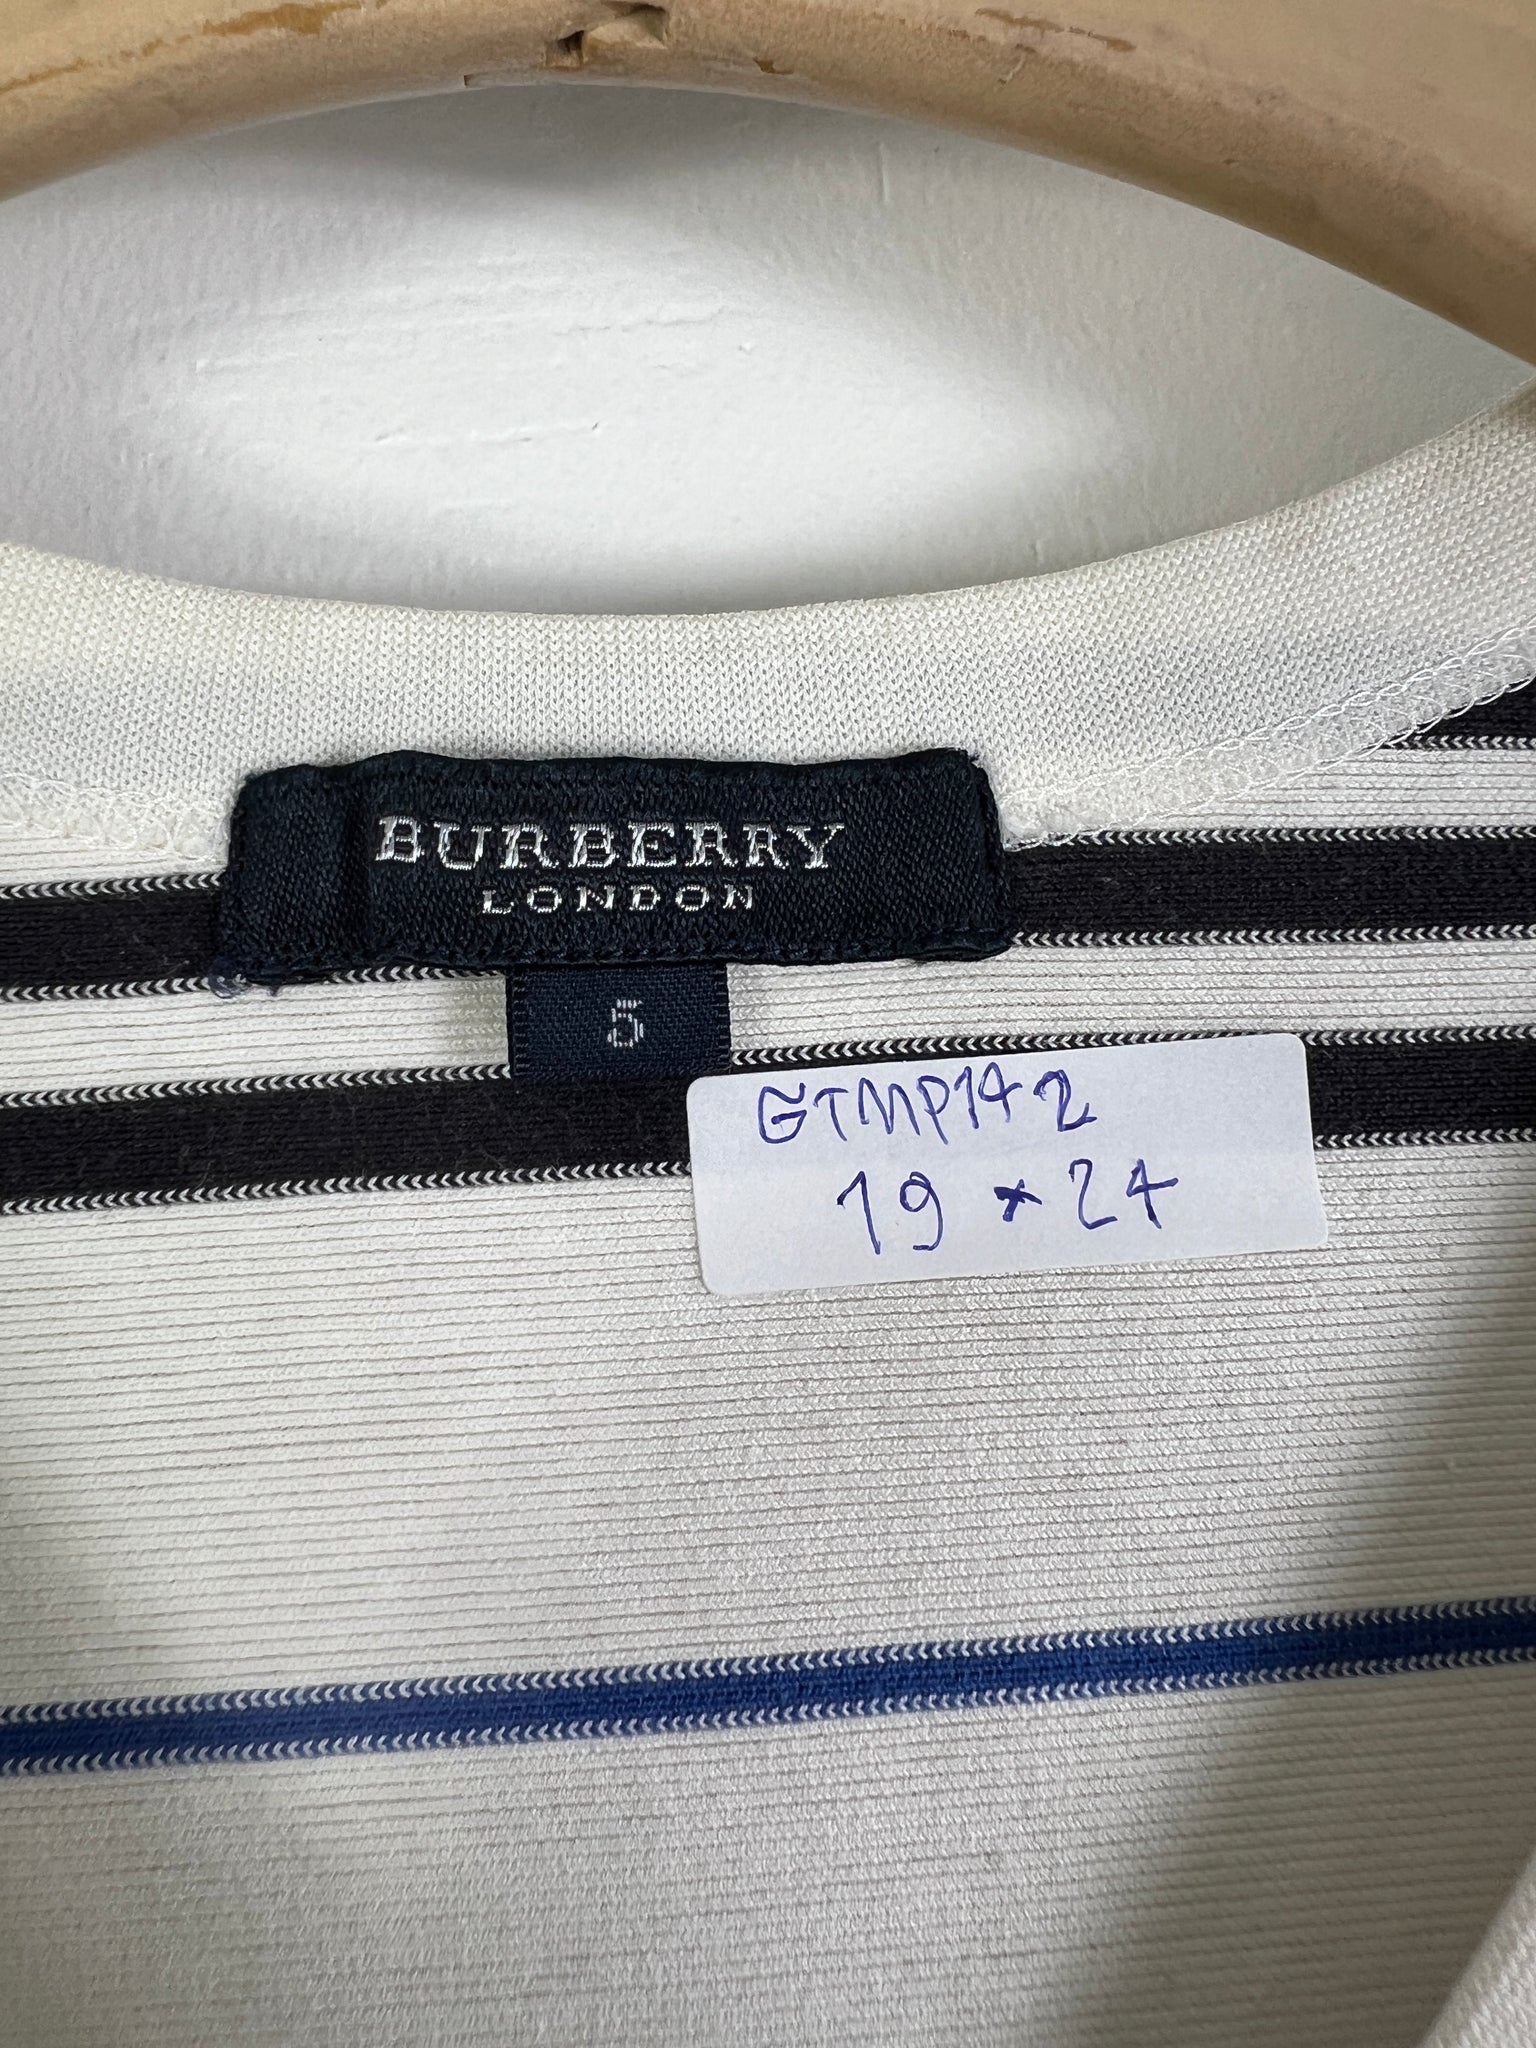 BURBERRY
LONDON
5
GTMP142
19 * 24